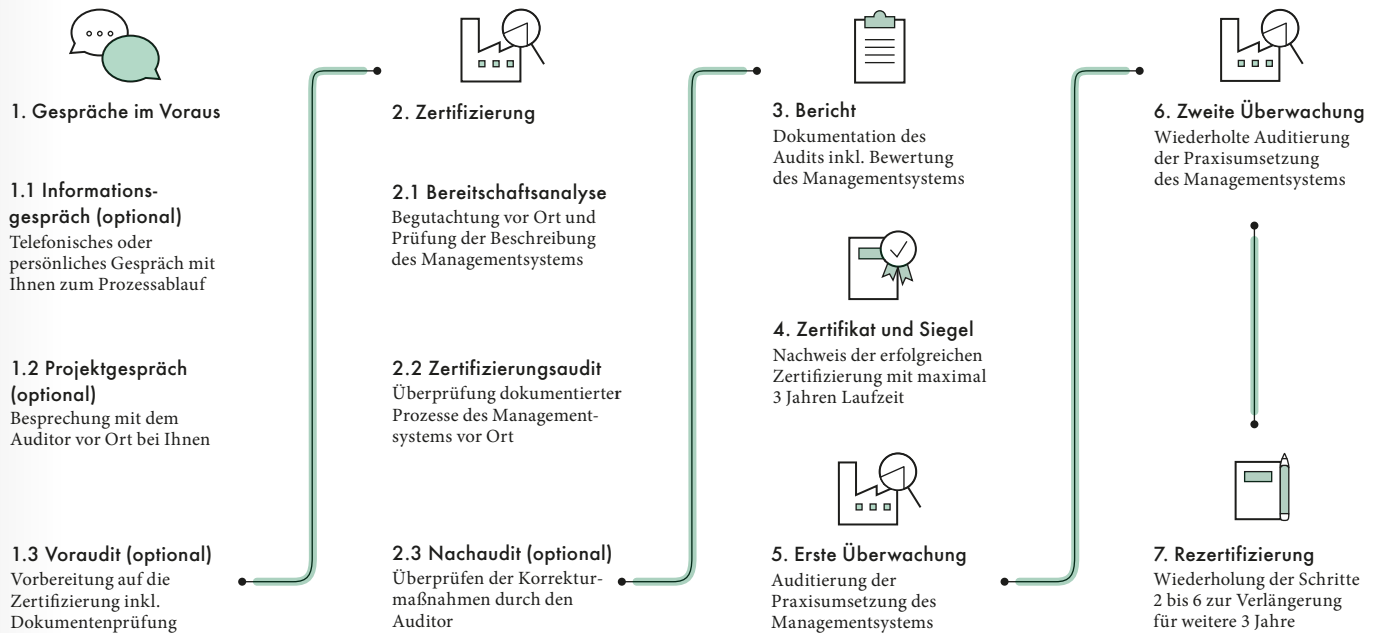 1. Gespräche im Voraus
1.1 Informations-
gespräch (optional)
Telefonisches oder
persönliches Gespräch mit
Ihnen zum Prozessablauf
1.2 Projektgespräch
(optional)
Besprechung mit dem
Auditor vor Ort bei Ihnen
1.3 Voraudit (optional)
Vorbereitung auf die
Zertifizierung inkl.
Dokumentenprüfung
2. Zertifizierung
2.1 Bereitschaftsanalyse
Begutachtung vor Ort und
Prüfung der Beschreibung
des Managementsystems
2.2 Zertifizierungsaudit
Überprüfung dokumentierter
Prozesse des Management-
systems vor Ort
2.3 Nachaudit (optional)
Überprüfen der Korrektur-
maßnahmen durch den
Auditor
3. Bericht
Dokumentation des
Audits inkl. Bewertung
des Managementsystems
4. Zertifikat und Siegel
Nachweis der erfolgreichen
Zertifizierung mit maximal
3 Jahren Laufzeit
5. Erste Überwachung
Auditierung der
Praxisumsetzung des
Managementsystems
6. Zweite Überwachung
Wiederholte Auditierung
der Praxisumsetzung
des Managementsystems
7. Rezertifizierung
Wiederholung der Schritte
2 bis 6 zur Verlängerung
für weitere 3 Jahre